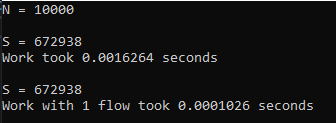 N = 10000
S = 672938
Work took 0.0016264 seconds
S = 672938
Work with 1 flow took 0.0001026 seconds